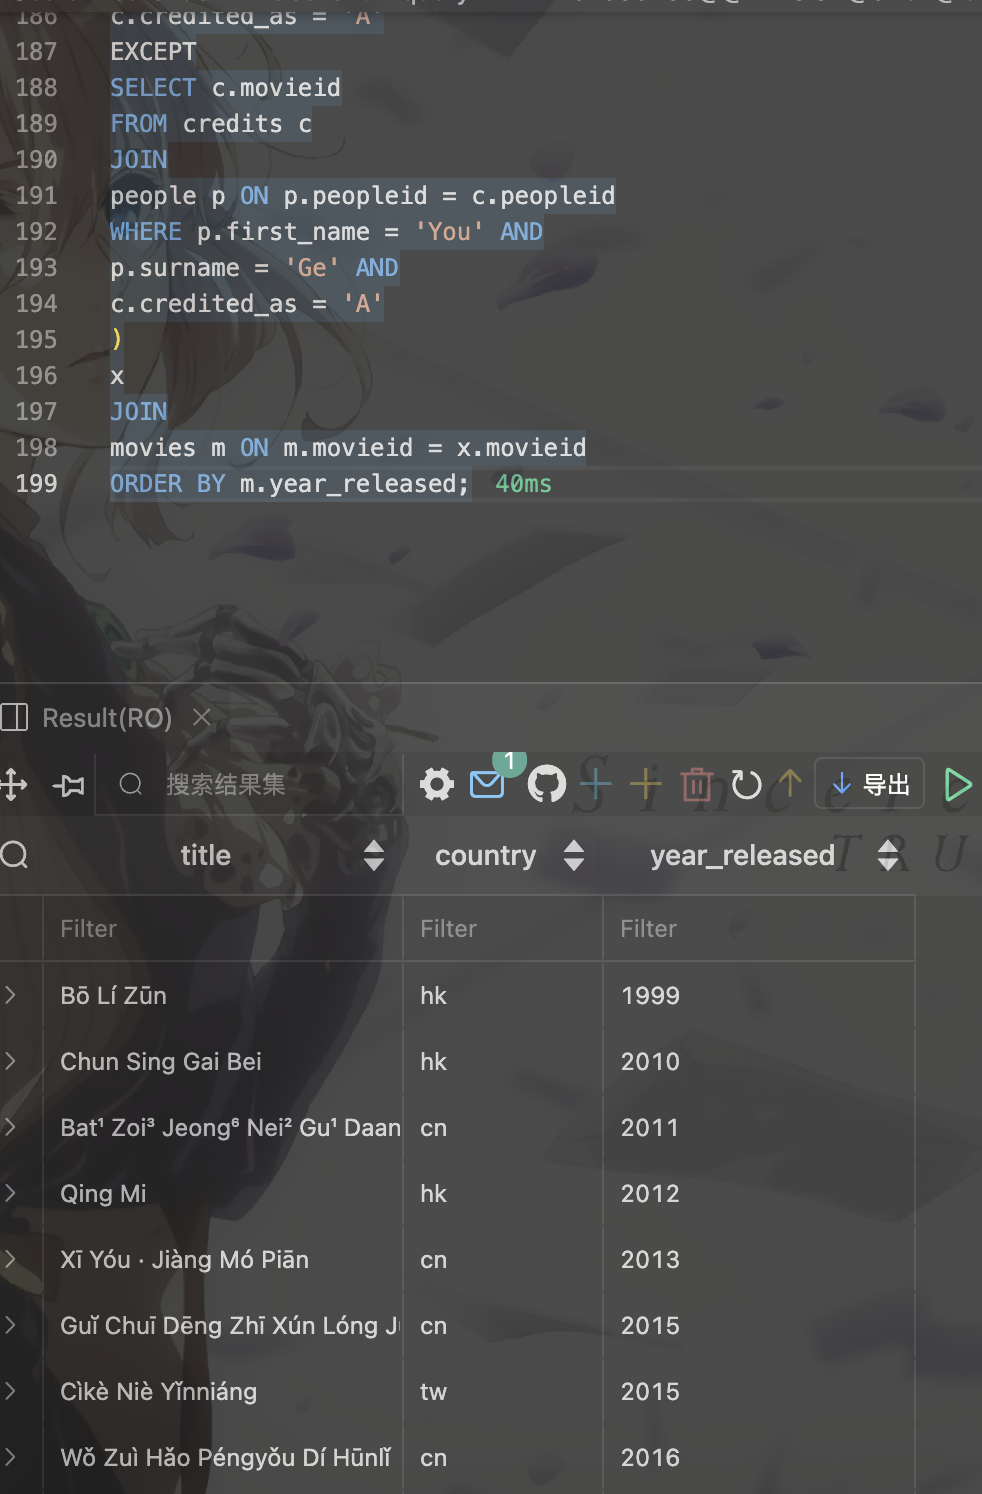 186 c.credited_as = 'A'
187 EXCEPT
188 SELECT c.movieid
189 FROM credits c
190 JOIN
191 people p ON p.peopleid = c.peopleid
192 WHERE p.first_name = 'You' AND
193 p.surname = 'Ge' AND
194 c.credited_as = 'A'
195 )
196 x
197 JOIN
198 movies m ON m.movieid = x.movieid
199 ORDER BY m.year_released; 40ms
Result(RO)
搜索结果集 1 导出
Sincere
TRU
title country year_released
Filter Filter Filter
Bō Lí Zūn hk 1999
Chun Sing Gai Bei hk 2010
Bat¹ Zoi³ Jeong⁶ Nei² Gu¹ Daan cn 2011
Qing Mi hk 2012
Xī Yóu · Jiàng Mó Piān cn 2013
Guǐ Chuī Dēng Zhī Xún Lóng J cn 2015
Cìkè Niè Yǐnniáng tw 2015
Wǒ Zuì Hǎo Péngyǒu Dí Hūnlǐ cn 2016